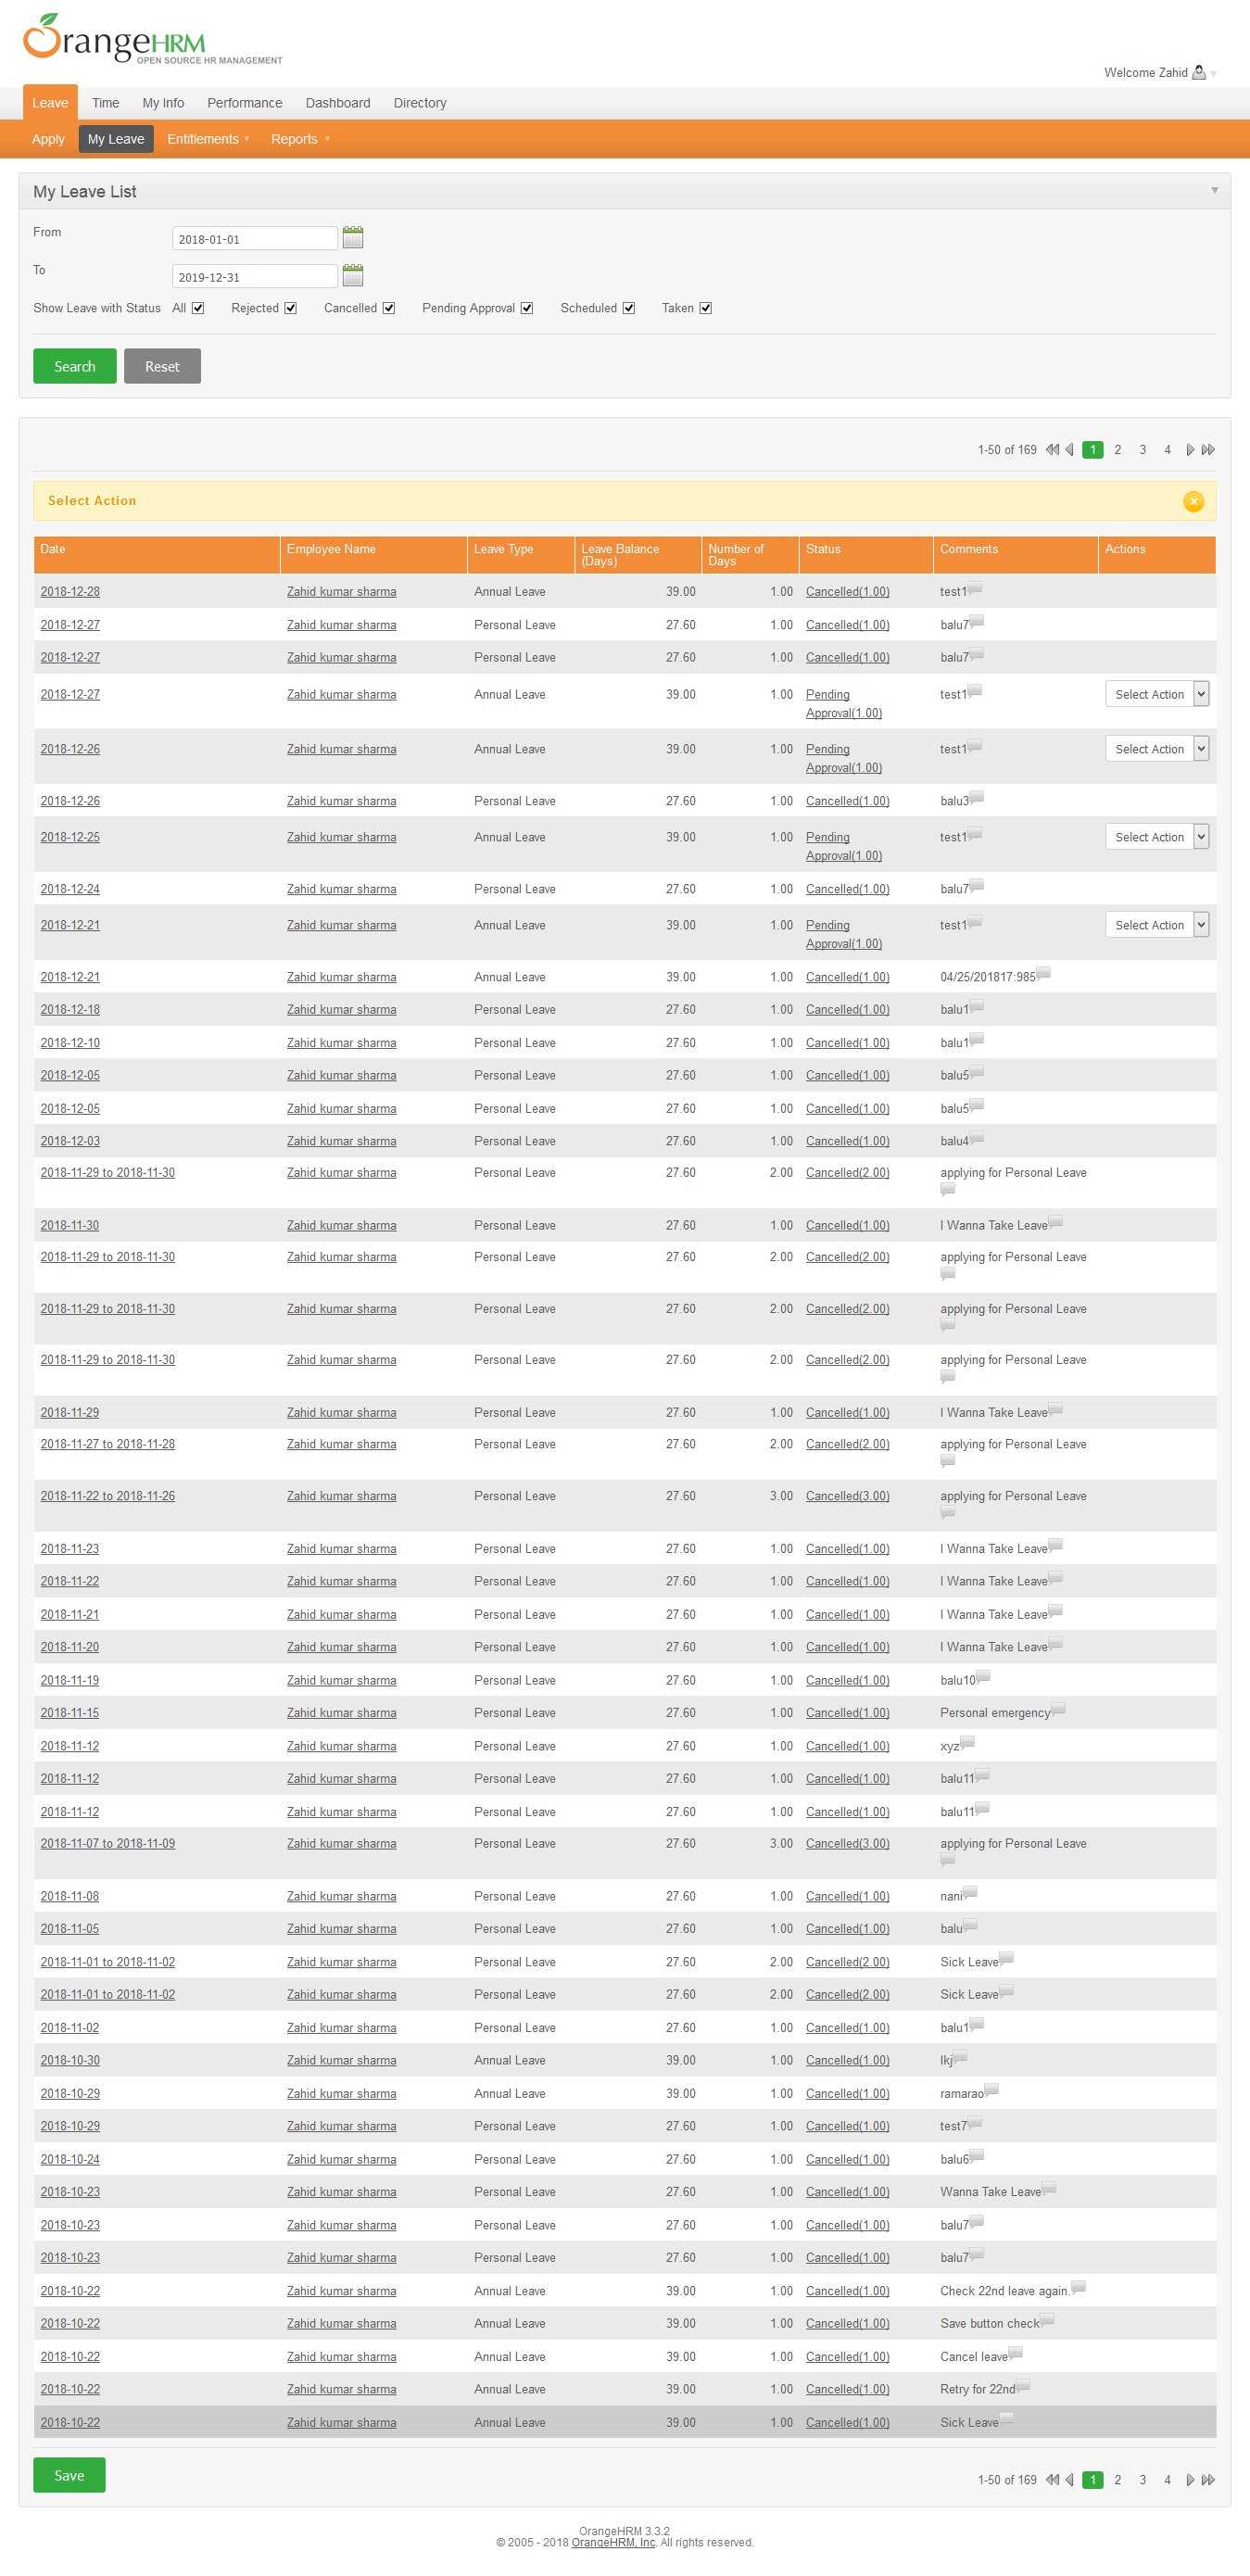 OrangeHRM
OPEN SOURCE HR MANAGEMENT
Welcome Zahid
Leave Time My Info Performance Dashboard Directory
Apply My Leave Entitlements Reports
My Leave List
From 2018-01-01
To 2019-12-31
Show Leave with Status All Rejected Cancelled Pending Approval Scheduled Taken
Search Reset
1-50 of 169 1 2 3 4
Select Action x
Date Employee Name Leave Type Leave Balance (Days) Number of Days Status Comments Actions
2018-12-28 Zahid kumar sharma Annual Leave 39.00 1.00 Cancelled(1.00) test1
2018-12-27 Zahid kumar sharma Personal Leave 27.60 1.00 Cancelled(1.00) balu7
2018-12-27 Zahid kumar sharma Personal Leave 27.60 1.00 Cancelled(1.00) balu7
2018-12-27 Zahid kumar sharma Annual Leave 39.00 1.00 Pending Approval(1.00) test1 Select Action
2018-12-26 Zahid kumar sharma Annual Leave 39.00 1.00 Pending Approval(1.00) test1 Select Action
2018-12-26 Zahid kumar sharma Personal Leave 27.60 1.00 Cancelled(1.00) balu3
2018-12-25 Zahid kumar sharma Annual Leave 39.00 1.00 Pending Approval(1.00) test1 Select Action
2018-12-24 Zahid kumar sharma Personal Leave 27.60 1.00 Cancelled(1.00) balu7
2018-12-21 Zahid kumar sharma Annual Leave 39.00 1.00 Pending Approval(1.00) test1 Select Action
2018-12-21 Zahid kumar sharma Annual Leave 39.00 1.00 Cancelled(1.00) 04/25/201817:985
2018-12-18 Zahid kumar sharma Personal Leave 27.60 1.00 Cancelled(1.00) balu1
2018-12-10 Zahid kumar sharma Personal Leave 27.60 1.00 Cancelled(1.00) balu1
2018-12-05 Zahid kumar sharma Personal Leave 27.60 1.00 Cancelled(1.00) balu5
2018-12-05 Zahid kumar sharma Personal Leave 27.60 1.00 Cancelled(1.00) balu5
2018-12-03 Zahid kumar sharma Personal Leave 27.60 1.00 Cancelled(1.00) balu4
2018-11-29 to 2018-11-30 Zahid kumar sharma Personal Leave 27.60 2.00 Cancelled(2.00) applying for Personal Leave
2018-11-30 Zahid kumar sharma Personal Leave 27.60 1.00 Cancelled(1.00) I Wanna Take Leave
2018-11-29 to 2018-11-30 Zahid kumar sharma Personal Leave 27.60 2.00 Cancelled(2.00) applying for Personal Leave
2018-11-29 to 2018-11-30 Zahid kumar sharma Personal Leave 27.60 2.00 Cancelled(2.00) applying for Personal Leave
2018-11-29 to 2018-11-30 Zahid kumar sharma Personal Leave 27.60 2.00 Cancelled(2.00) applying for Personal Leave
2018-11-29 Zahid kumar sharma Personal Leave 27.60 1.00 Cancelled(1.00) I Wanna Take Leave
2018-11-27 to 2018-11-28 Zahid kumar sharma Personal Leave 27.60 2.00 Cancelled(2.00) applying for Personal Leave
2018-11-22 to 2018-11-26 Zahid kumar sharma Personal Leave 27.60 3.00 Cancelled(3.00) applying for Personal Leave
2018-11-23 Zahid kumar sharma Personal Leave 27.60 1.00 Cancelled(1.00) I Wanna Take Leave
2018-11-22 Zahid kumar sharma Personal Leave 27.60 1.00 Cancelled(1.00) I Wanna Take Leave
2018-11-21 Zahid kumar sharma Personal Leave 27.60 1.00 Cancelled(1.00) I Wanna Take Leave
2018-11-20 Zahid kumar sharma Personal Leave 27.60 1.00 Cancelled(1.00) I Wanna Take Leave
2018-11-19 Zahid kumar sharma Personal Leave 27.60 1.00 Cancelled(1.00) balu10
2018-11-15 Zahid kumar sharma Personal Leave 27.60 1.00 Cancelled(1.00) Personal emergency
2018-11-12 Zahid kumar sharma Personal Leave 27.60 1.00 Cancelled(1.00) xyz
2018-11-12 Zahid kumar sharma Personal Leave 27.60 1.00 Cancelled(1.00) balu11
2018-11-12 Zahid kumar sharma Personal Leave 27.60 1.00 Cancelled(1.00) balu11
2018-11-07 to 2018-11-09 Zahid kumar sharma Personal Leave 27.60 3.00 Cancelled(3.00) applying for Personal Leave
2018-11-08 Zahid kumar sharma Personal Leave 27.60 1.00 Cancelled(1.00) nani
2018-11-05 Zahid kumar sharma Personal Leave 27.60 1.00 Cancelled(1.00) balu
2018-11-01 to 2018-11-02 Zahid kumar sharma Personal Leave 27.60 2.00 Cancelled(2.00) Sick Leave
2018-11-01 to 2018-11-02 Zahid kumar sharma Personal Leave 27.60 2.00 Cancelled(2.00) Sick Leave
2018-11-02 Zahid kumar sharma Personal Leave 27.60 1.00 Cancelled(1.00) balu1
2018-10-30 Zahid kumar sharma Annual Leave 39.00 1.00 Cancelled(1.00) lkj
2018-10-29 Zahid kumar sharma Annual Leave 39.00 1.00 Cancelled(1.00) ramarao
2018-10-29 Zahid kumar sharma Personal Leave 27.60 1.00 Cancelled(1.00) test7
2018-10-24 Zahid kumar sharma Personal Leave 27.60 1.00 Cancelled(1.00) balu6
2018-10-23 Zahid kumar sharma Personal Leave 27.60 1.00 Cancelled(1.00) Wanna Take Leave
2018-10-23 Zahid kumar sharma Personal Leave 27.60 1.00 Cancelled(1.00) balu7
2018-10-23 Zahid kumar sharma Personal Leave 27.60 1.00 Cancelled(1.00) balu7
2018-10-22 Zahid kumar sharma Annual Leave 39.00 1.00 Cancelled(1.00) Check 22nd leave again.
2018-10-22 Zahid kumar sharma Annual Leave 39.00 1.00 Cancelled(1.00) Save button check
2018-10-22 Zahid kumar sharma Annual Leave 39.00 1.00 Cancelled(1.00) Cancel leave
2018-10-22 Zahid kumar sharma Annual Leave 39.00 1.00 Cancelled(1.00) Retry for 22nd
2018-10-22 Zahid kumar sharma Annual Leave 39.00 1.00 Cancelled(1.00) Sick Leave
Save
1-50 of 169 1 2 3 4
OrangeHRM 3.3.2
© 2005 - 2018 OrangeHRM, Inc. All rights reserved.